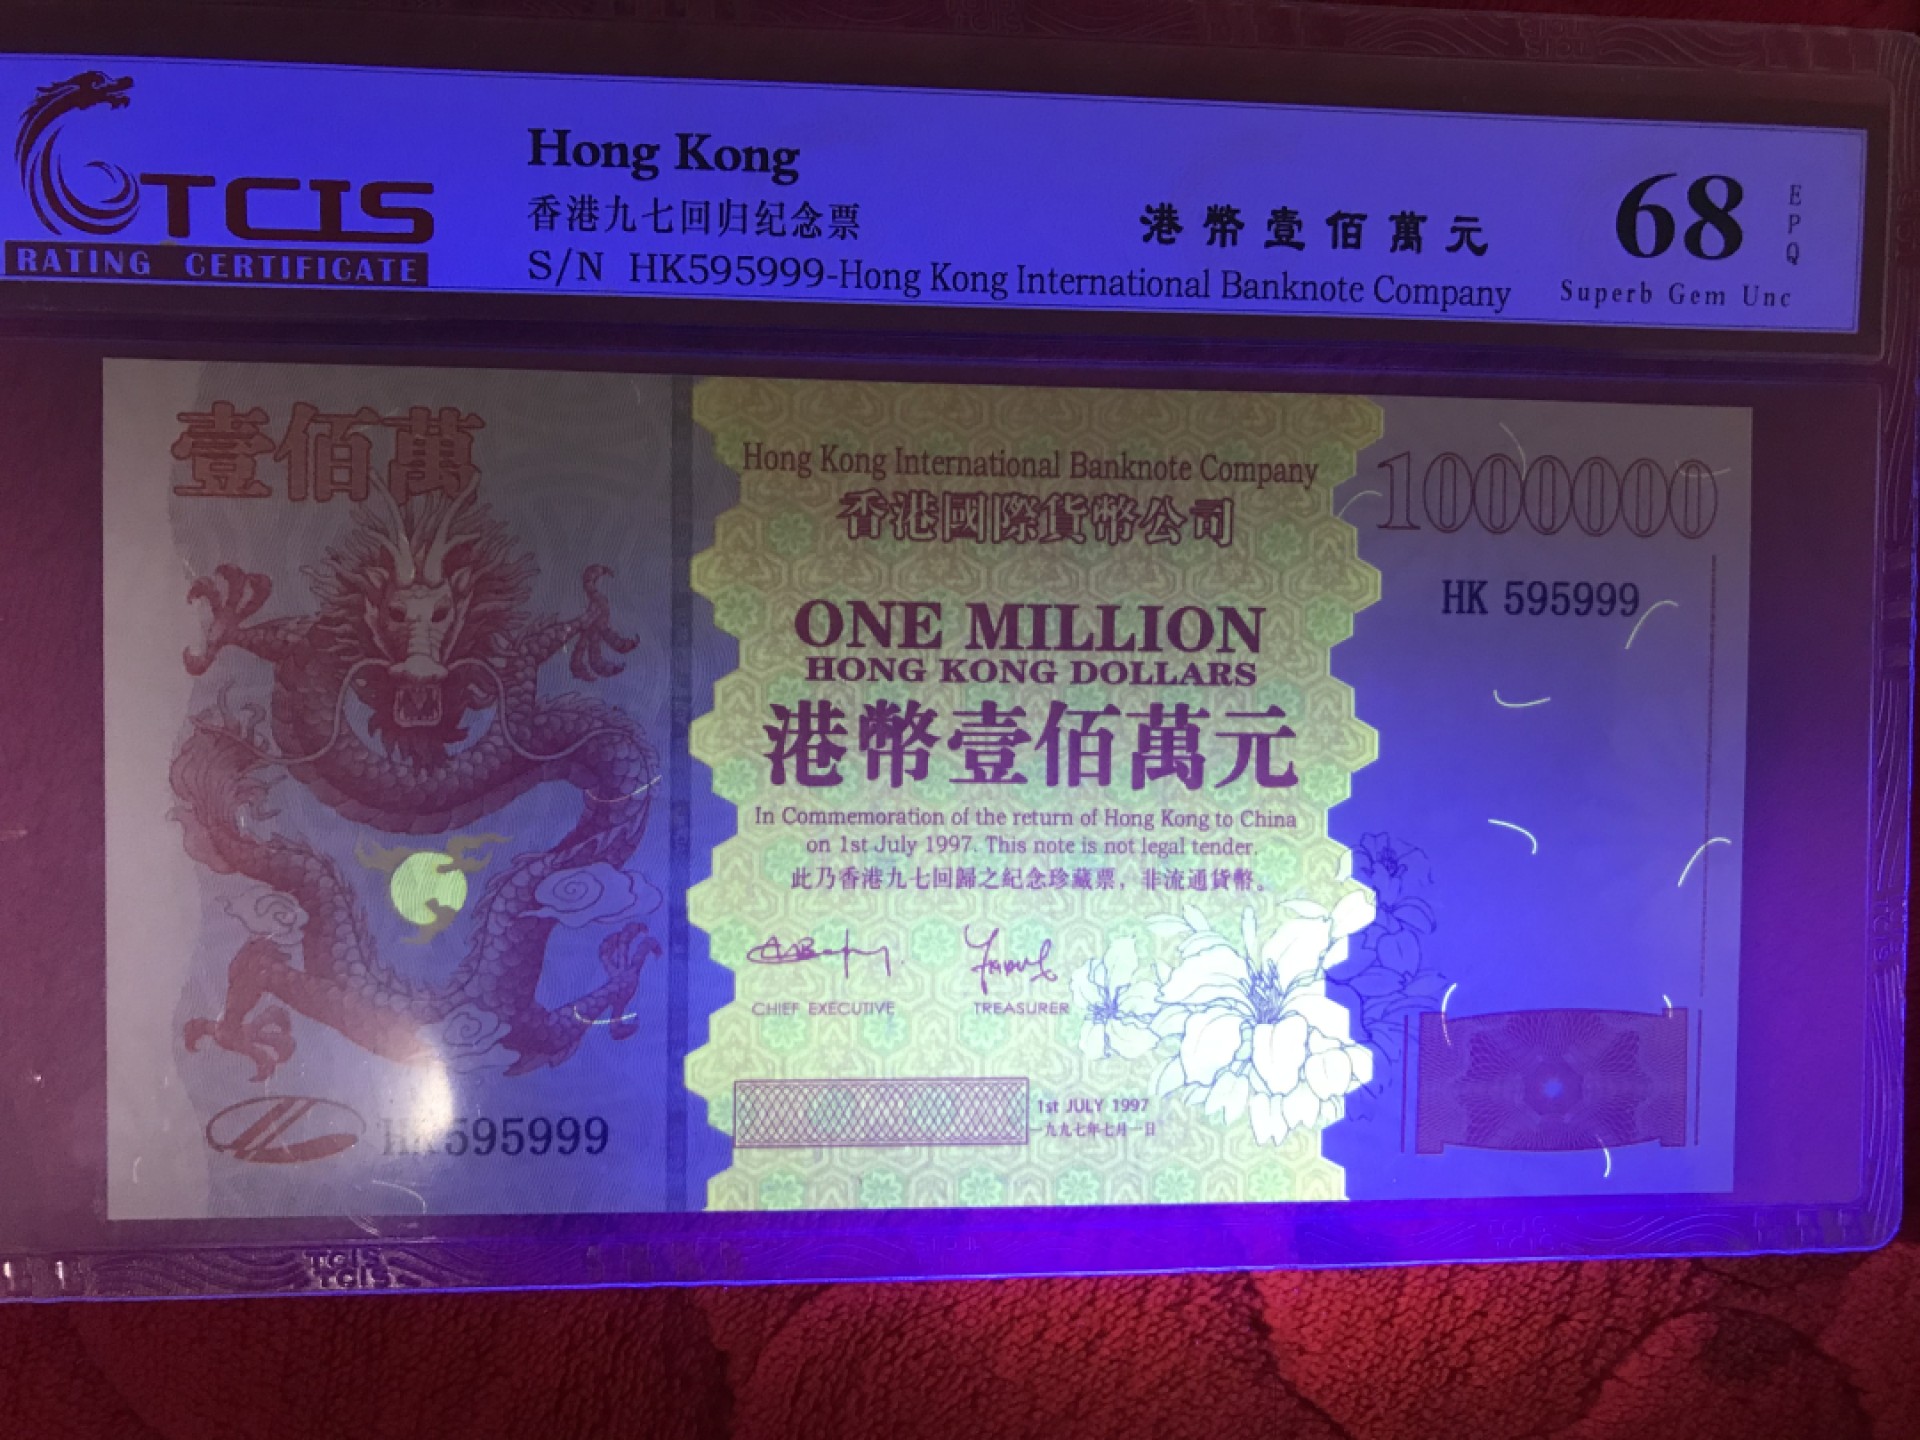 TCIS
RATING CERTIFICATE
Hong Kong
香港九七回归纪念票
港幣壹佰萬元
S/N HK595999-Hong Kong International Banknote Company
68
EPQ
Superb Gem Unc
壹佰萬
Hong Kong International Banknote Company
香港國際貨幣公司
1000000
HK 595999
ONE MILLION
HONG KONG DOLLARS
港幣壹佰萬元
In Commemoration of the return of Hong Kong to China
on 1st July 1997. This note is not legal tender.
此乃香港九七回歸之紀念珍藏票，非流通貨幣。
CHIEF EXECUTIVE
TREASURER
1st JULY 1997
一九九七年七月一日
HK 595999
TCIS
TCIS